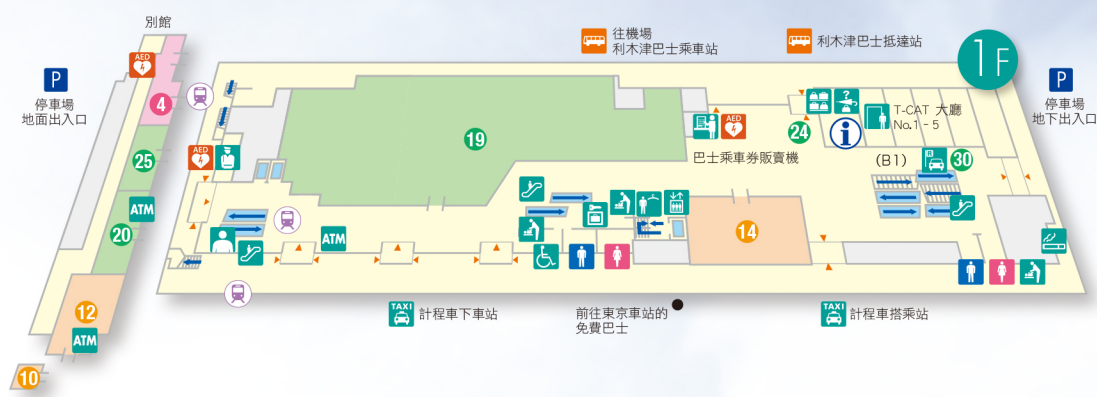 別館
往機場
利木津巴士乘車站
利木津巴士抵達站
1F
P
停車場
地面出入口
P
停車場
地下出入口
AED
4
19
AED
24
?
i
T-CAT 大廳
No.1-5
巴士乘車券販賣機
(B1)
R
30
25
AED
ATM
20
ATM
14
12
ATM
10
TAXI
計程車下車站
前往東京車站的
免費巴士
TAXI
計程車搭乘站